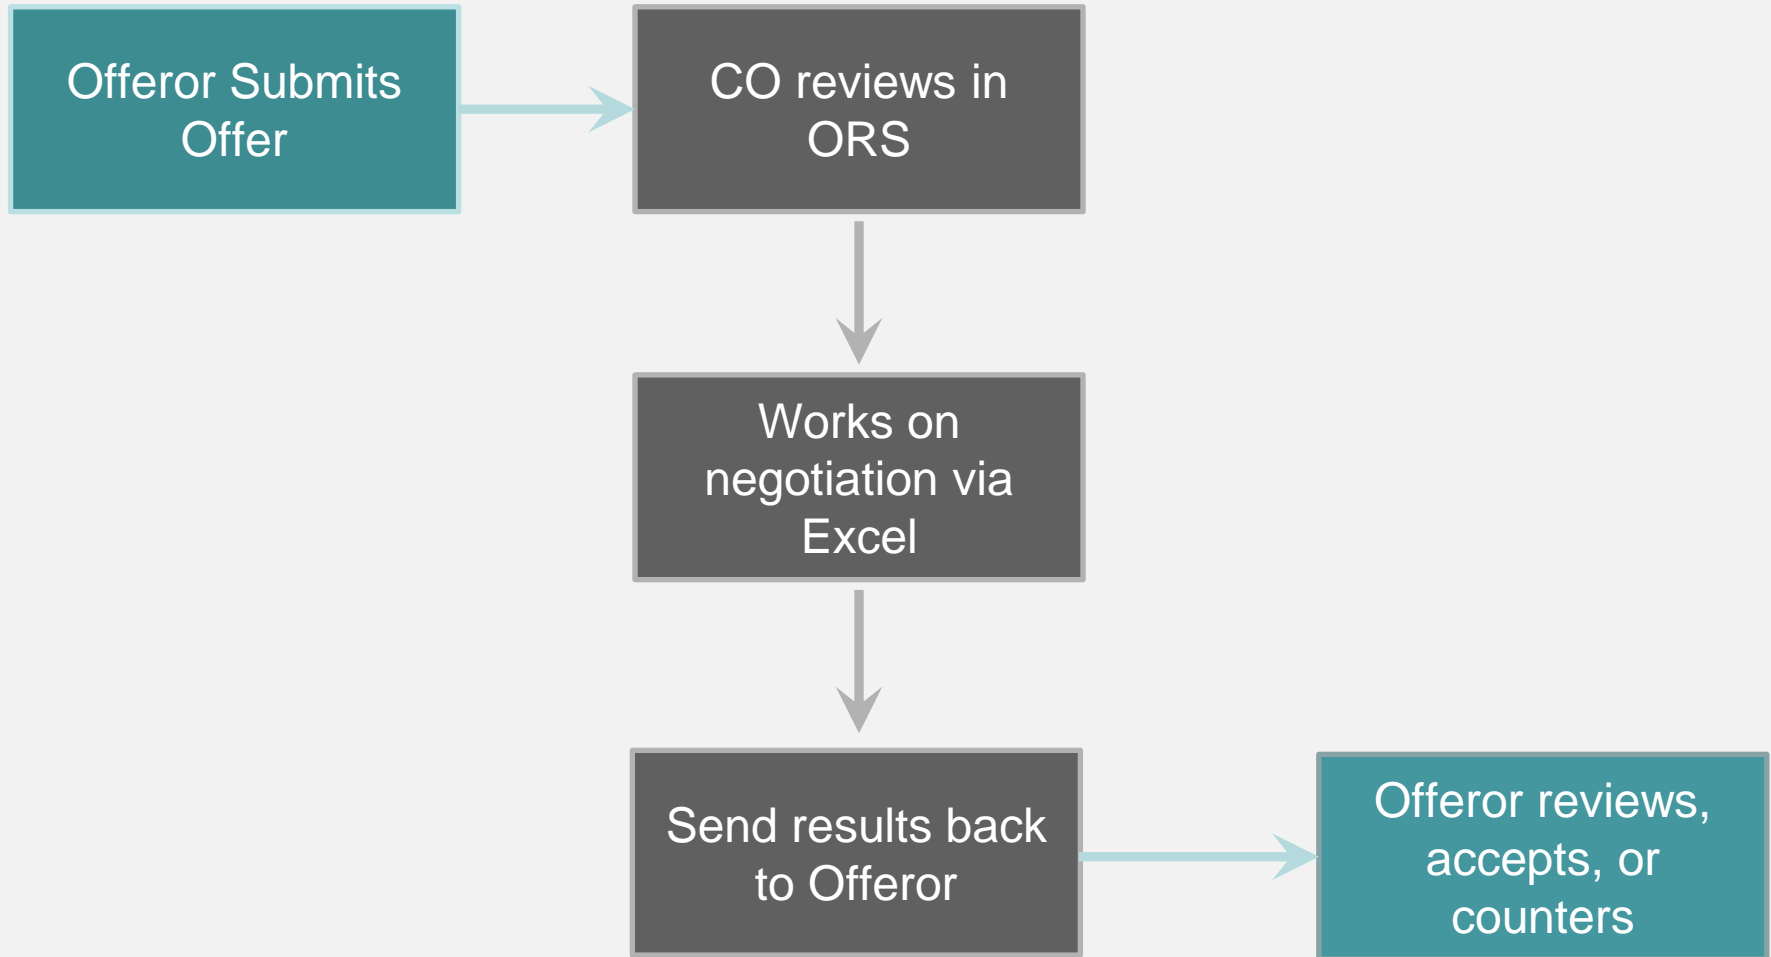 Offeror Submits
Offer
CO reviews in
ORS
Works on
negotiation via
Excel
Send results back
to Offeror
Offeror reviews,
accepts, or
counters